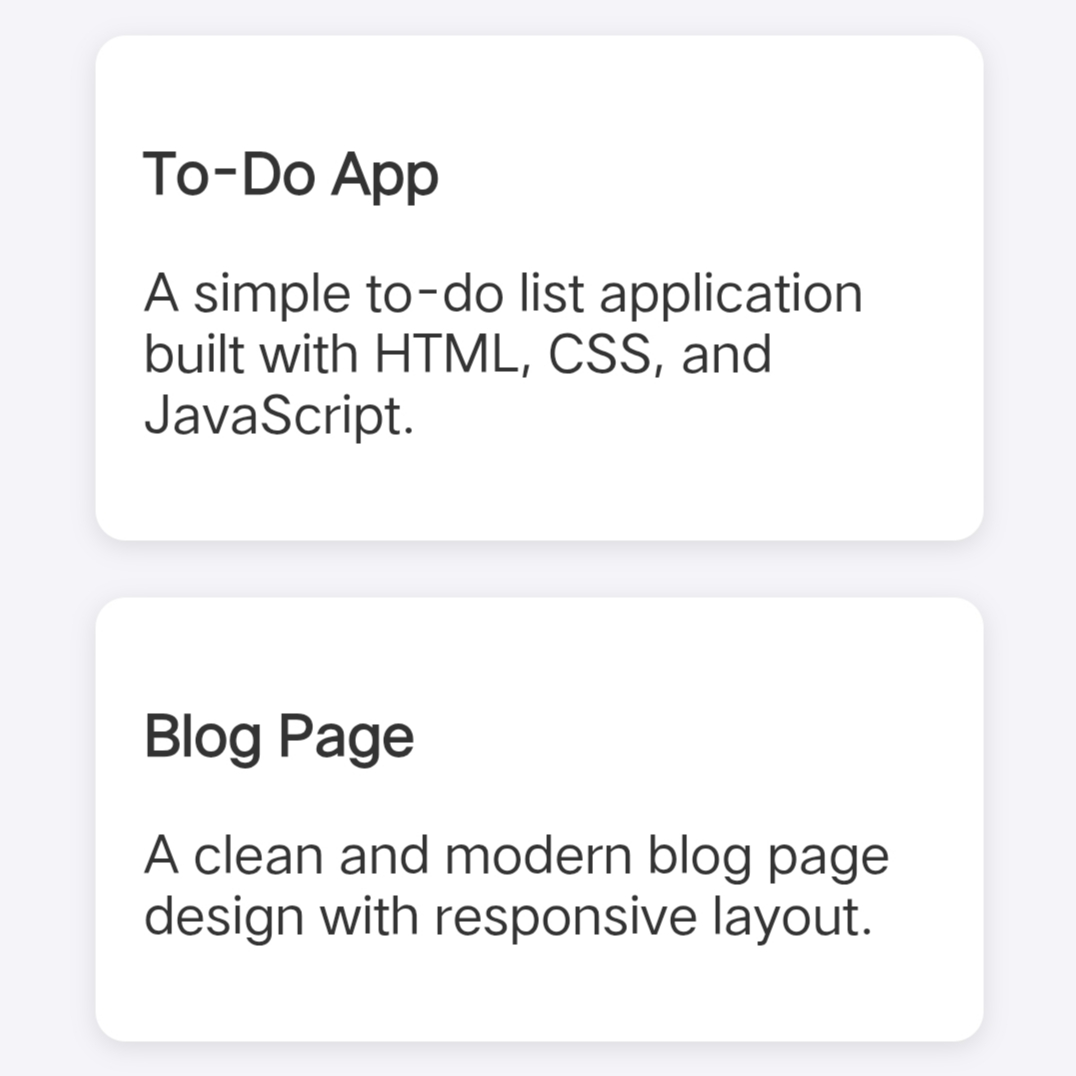 To-Do App
A simple to-do list application
built with HTML, CSS, and
JavaScript.
Blog Page
A clean and modern blog page
design with responsive layout.